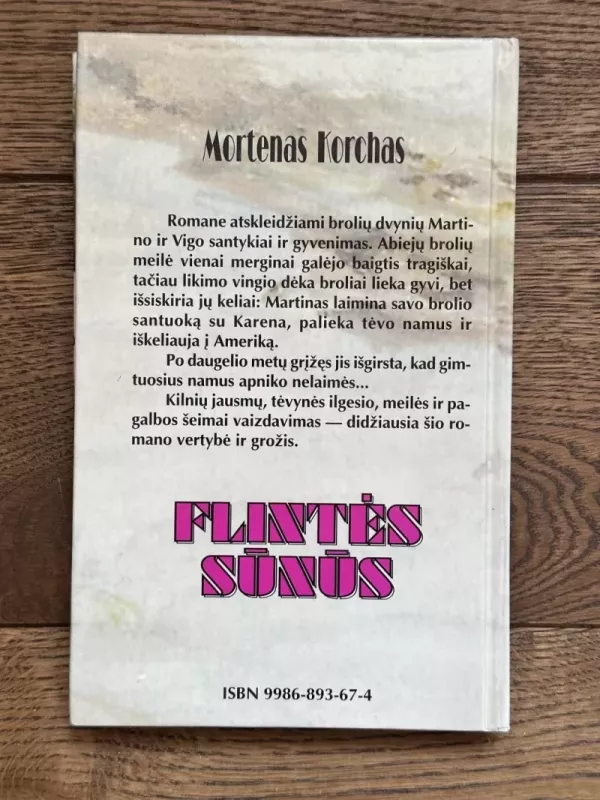 Mortenas Korchas
Romane atskleidžiami brolių dvynių Marti-
no ir Vigo santykiai ir gyvenimas. Abiejų brolių
meilė vienai merginai galėjo baigtis tragiškai,
tačiau likimo vingio dėka broliai lieka gyvi, bet
išsiskiria jų keliai: Martinas laimina savo brolio
santuoką su Karena, palieka tėvo namus ir
iškeliauja į Ameriką.
Po daugelio metų grįžęs jis išgirsta, kad gim-
tuosius namus apniko nelaimės...
Kilnių jausmų, tėvynės ilgesio, meilės ir pa-
galbos šeimai vaizdavimas — didžiausia šio ro-
mano vertybė ir grožis.
FLINTĖS
SŪNŪS
ISBN 9986-893-67-4